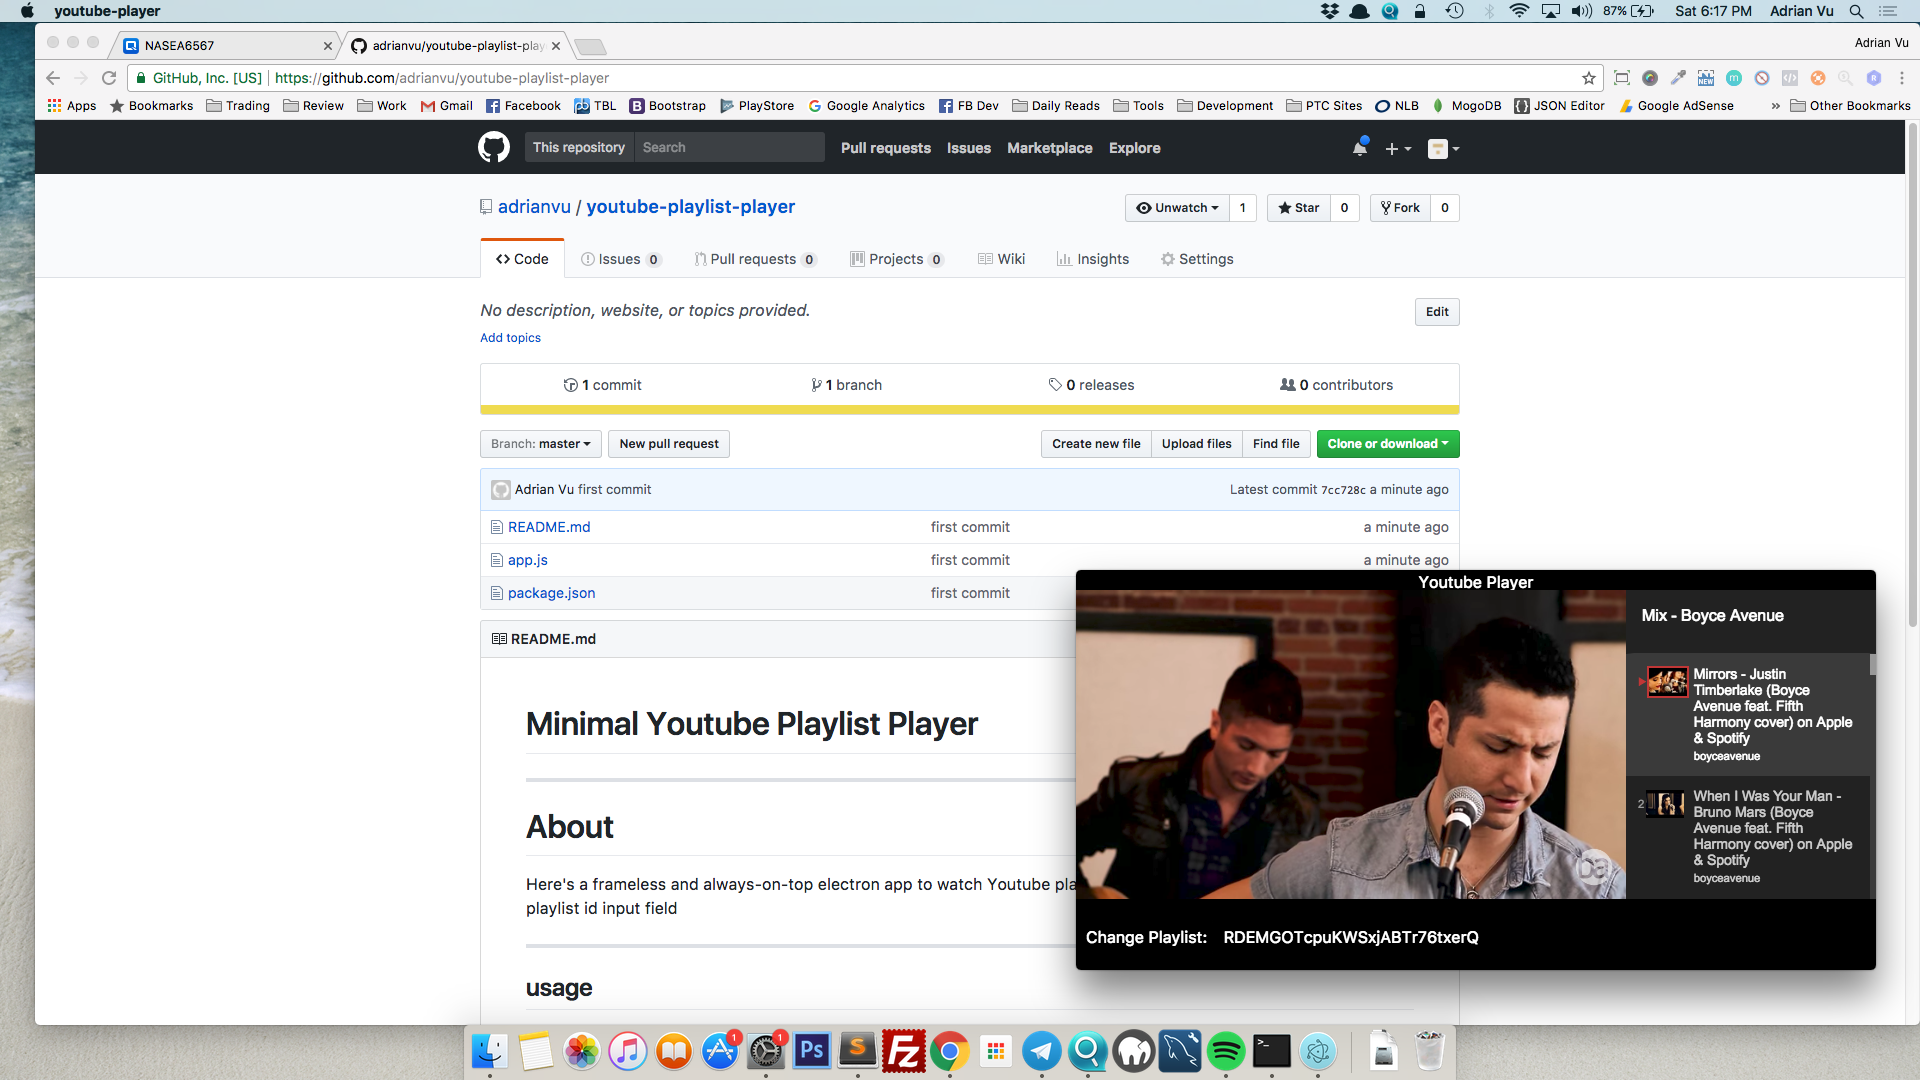 youtube-player
87%
Sat 6:17 PM
Adrian Vu
NASEA6567
adrianvu/youtube-playlist-play
Adrian Vu
GitHub, Inc. [US]
https://github.com/adrianvu/youtube-playlist-player
Apps
Bookmarks
Trading
Review
Work
Gmail
Facebook
TBL
Bootstrap
PlayStore
Google Analytics
FB Dev
Daily Reads
Tools
Development
PTC Sites
NLB
MogoDB
JSON Editor
Google AdSense
»
Other Bookmarks
This repository
Search
Pull requests
Issues
Marketplace
Explore
adrianvu / youtube-playlist-player
Unwatch
1
Star
0
Fork
0
Code
Issues 0
Pull requests 0
Projects 0
Wiki
Insights
Settings
No description, website, or topics provided.
Edit
Add topics
1 commit
1 branch
0 releases
0 contributors
Branch: master
New pull request
Create new file
Upload files
Find file
Clone or download
Adrian Vu first commit
Latest commit 7cc728c a minute ago
README.md
first commit
a minute ago
app.js
first commit
a minute ago
package.json
first commit
README.md
Minimal Youtube Playlist Player
About
Here's a frameless and always-on-top electron app to watch Youtube pla
playlist id input field
usage
Youtube Player
Mix - Boyce Avenue
Mirrors - Justin
Timberlake (Boyce
Avenue feat. Fifth
Harmony cover) on Apple
& Spotify
boyceavenue
2
When I Was Your Man -
Bruno Mars (Boyce
Avenue feat. Fifth
Harmony cover) on Apple
& Spotify
boyceavenue
ba
Change Playlist:
RDEMGOTcpuKWSxjABTr76txerQ
1
1
Ps
S
Fz
>_